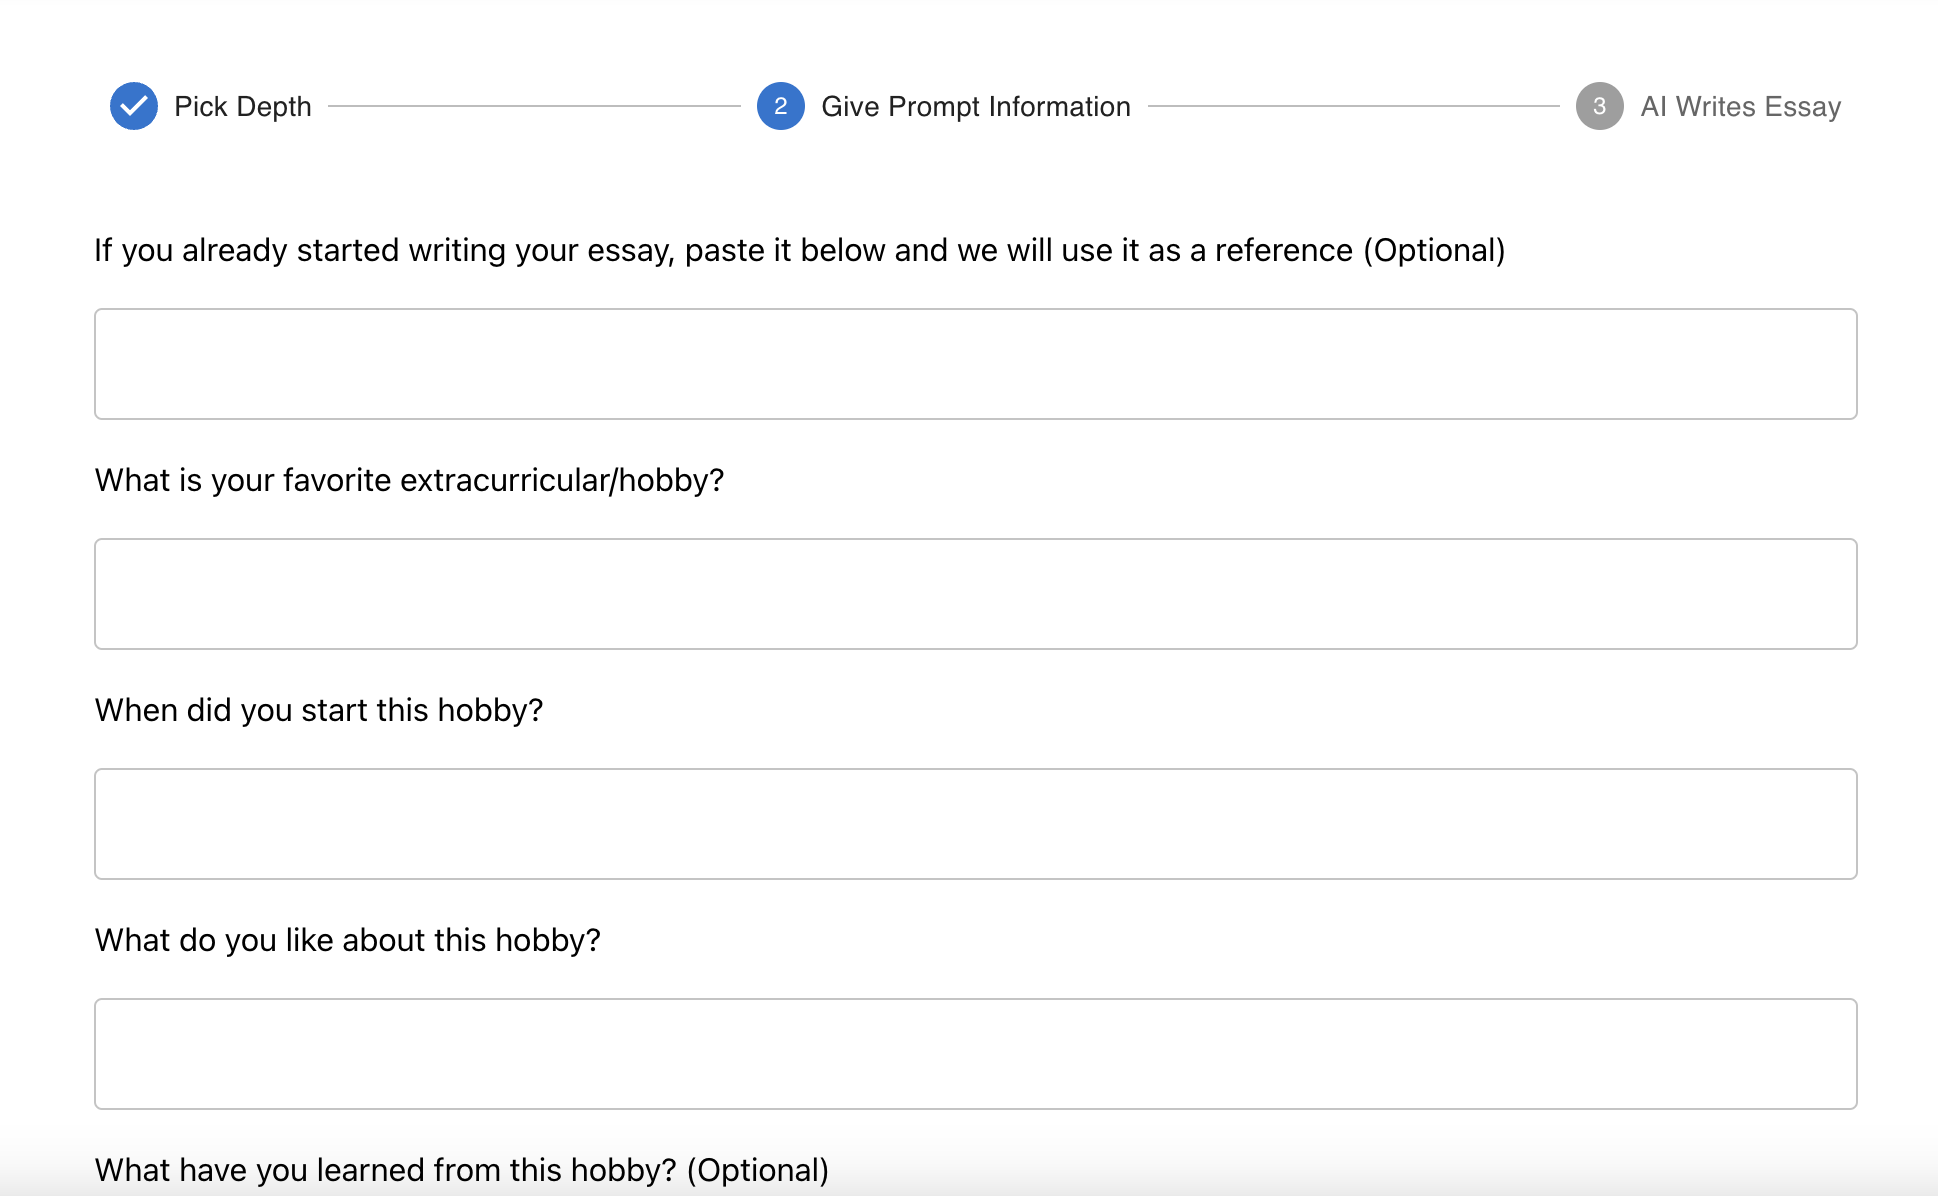 Pick Depth
2 Give Prompt Information
3 AI Writes Essay
If you already started writing your essay, paste it below and we will use it as a reference (Optional)
What is your favorite extracurricular/hobby?
When did you start this hobby?
What do you like about this hobby?
What have you learned from this hobby? (Optional)